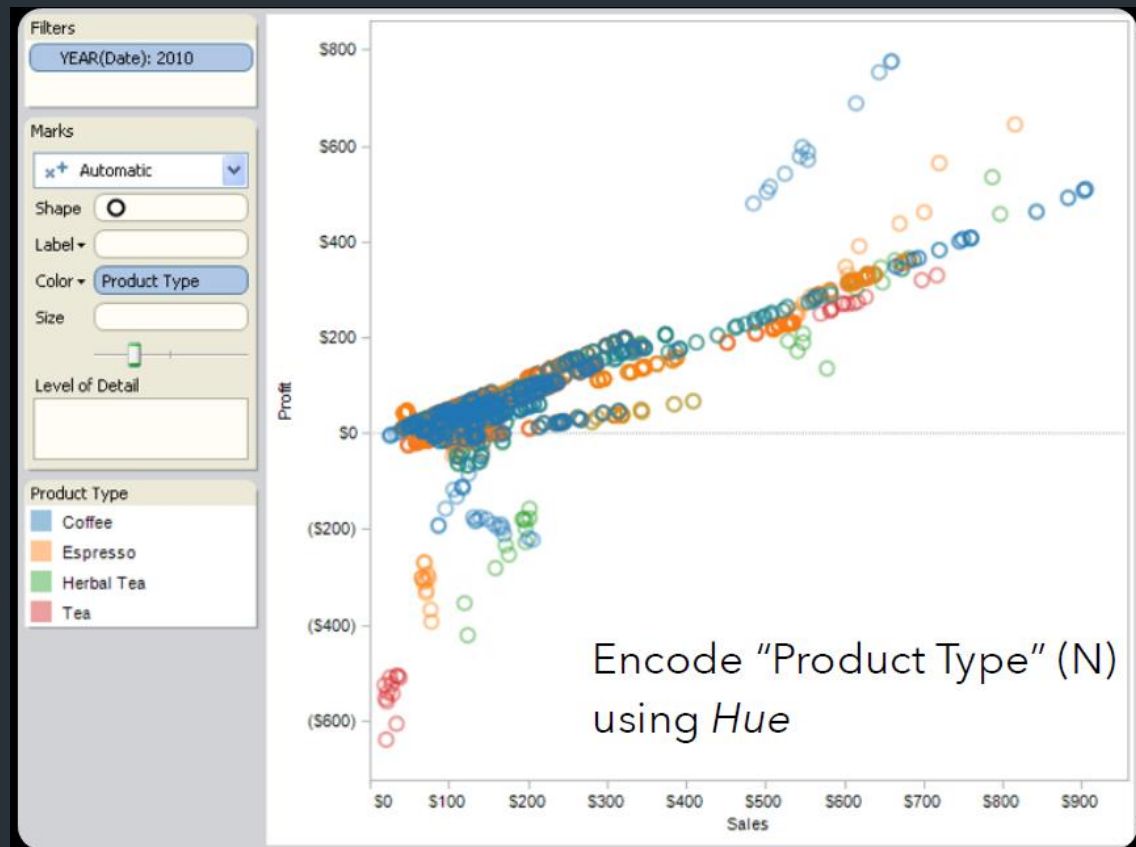 Filters
YEAR(Date): 2010
Marks
Automatic
Shape
Label
Color
Product Type
Size
Level of Detail
Product Type
Coffee
Espresso
Herbal Tea
Tea
$800
$600
$400
$200
$0
($200)
($400)
($600)
Profit
$0 $100 $200 $300 $400 $500 $600 $700 $800 $900
Sales
Encode “Product Type” (N)
using Hue